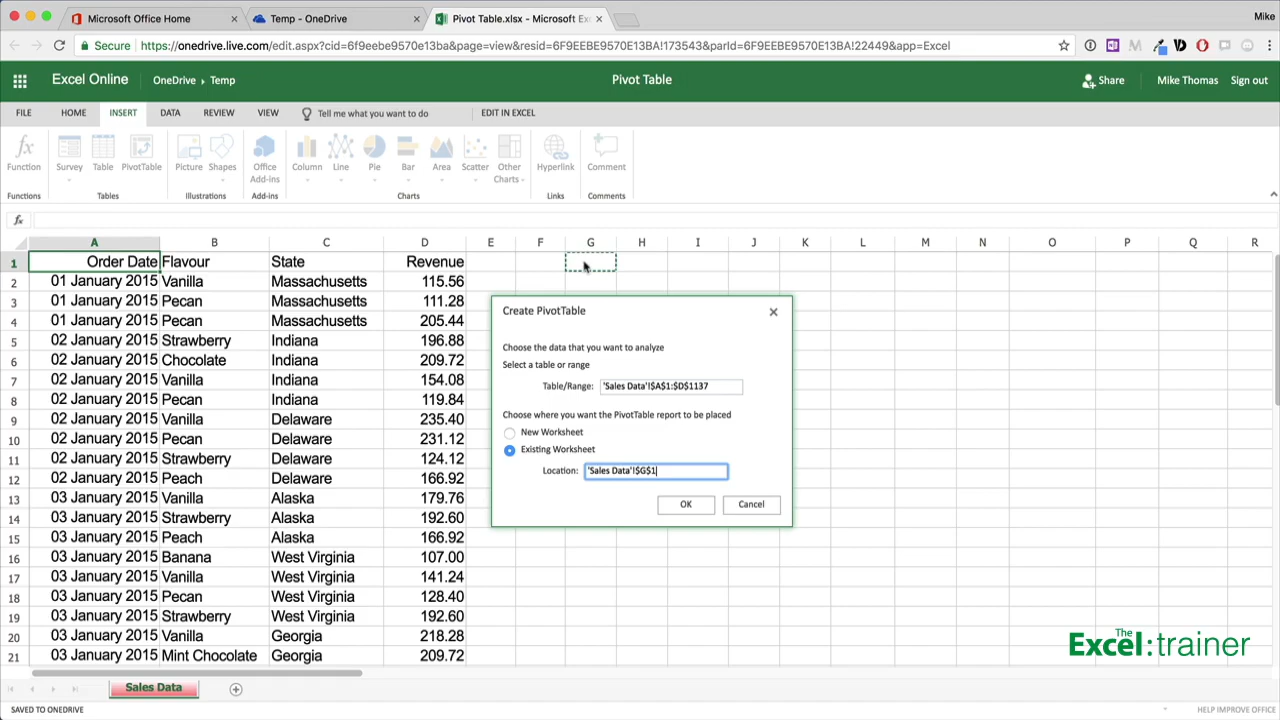 Microsoft Office Home
Temp - OneDrive
Pivot Table.xlsx - Microsoft Ex
Mike
Secure
https://onedrive.live.com/edit.aspx?cid=6f9eebe9570e13ba&page=view&resid=6F9EEBE9570E13BA!173543&parId=6F9EEBE9570E13BA!22449&app=Excel
Excel Online
OneDrive
Temp
Pivot Table
Share
Mike Thomas
Sign out
FILE HOME INSERT DATA REVIEW VIEW
Tell me what you want to do
EDIT IN EXCEL
Function Survey Table PivotTable Picture Shapes Office Add-ins Column Line Pie Bar Area Scatter Other Charts Hyperlink Comment
Functions Tables Illustrations Add-ins Charts Links Comments
fx
A B C D E F G H I J K L M N O P Q R
1 Order Date Flavour State Revenue
2 01 January 2015 Vanilla Massachusetts 115.56
3 01 January 2015 Pecan Massachusetts 111.28
4 01 January 2015 Pecan Massachusetts 205.44
5 02 January 2015 Strawberry Indiana 196.88
6 02 January 2015 Chocolate Indiana 209.72
7 02 January 2015 Vanilla Indiana 154.08
8 02 January 2015 Pecan Indiana 119.84
9 02 January 2015 Vanilla Delaware 235.40
10 02 January 2015 Pecan Delaware 231.12
11 02 January 2015 Strawberry Delaware 124.12
12 02 January 2015 Peach Delaware 166.92
13 03 January 2015 Vanilla Alaska 179.76
14 03 January 2015 Strawberry Alaska 192.60
15 03 January 2015 Peach Alaska 166.92
16 03 January 2015 Banana West Virginia 107.00
17 03 January 2015 Vanilla West Virginia 141.24
18 03 January 2015 Pecan West Virginia 128.40
19 03 January 2015 Strawberry West Virginia 192.60
20 03 January 2015 Vanilla Georgia 218.28
21 03 January 2015 Mint Chocolate Georgia 209.72
Create PivotTable
Choose the data that you want to analyze
Select a table or range
Table/Range: 'Sales Data'!$A$1:$D$1137
Choose where you want the PivotTable report to be placed
New Worksheet
Existing Worksheet
Location: 'Sales Data'!$G$1
OK Cancel
The
Excel:trainer
Sales Data
SAVED TO ONEDRIVE
HELP IMPROVE OFFICE